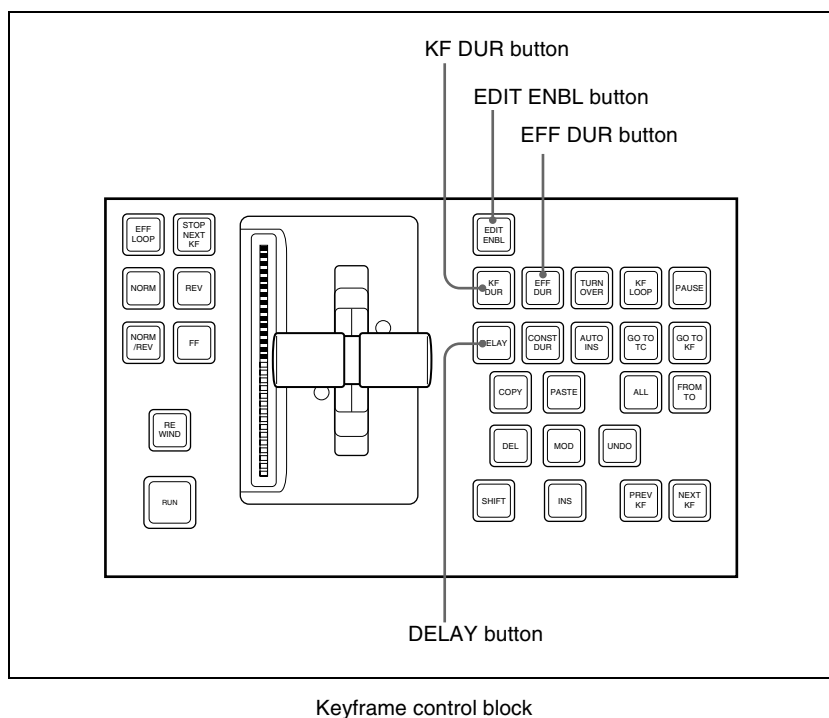 KF DUR button
EDIT ENBL button
EFF DUR button
EFF
LOOP
STOP
NEXT
KF
EDIT
ENBL
NORM
REV
KF
DUR
EFF
DUR
TURN
OVER
KF
LOOP
PAUSE
NORM
/REV
FF
DELAY
CONST
DUR
AUTO
INS
GO TO
TC
GO TO
KF
COPY
PASTE
ALL
FROM
TO
RE
WIND
DEL
MOD
UNDO
RUN
SHIFT
INS
PREV
KF
NEXT
KF
DELAY button
Keyframe control block